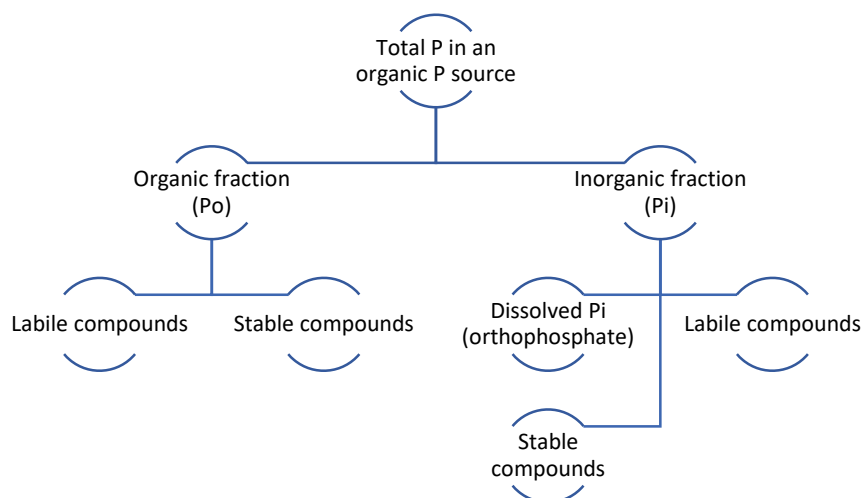 Total P in an
organic P source
Organic fraction
(Po)
Inorganic fraction
(Pi)
Labile compounds
Stable compounds
Dissolved Pi
(orthophosphate)
Labile compounds
Stable
compounds